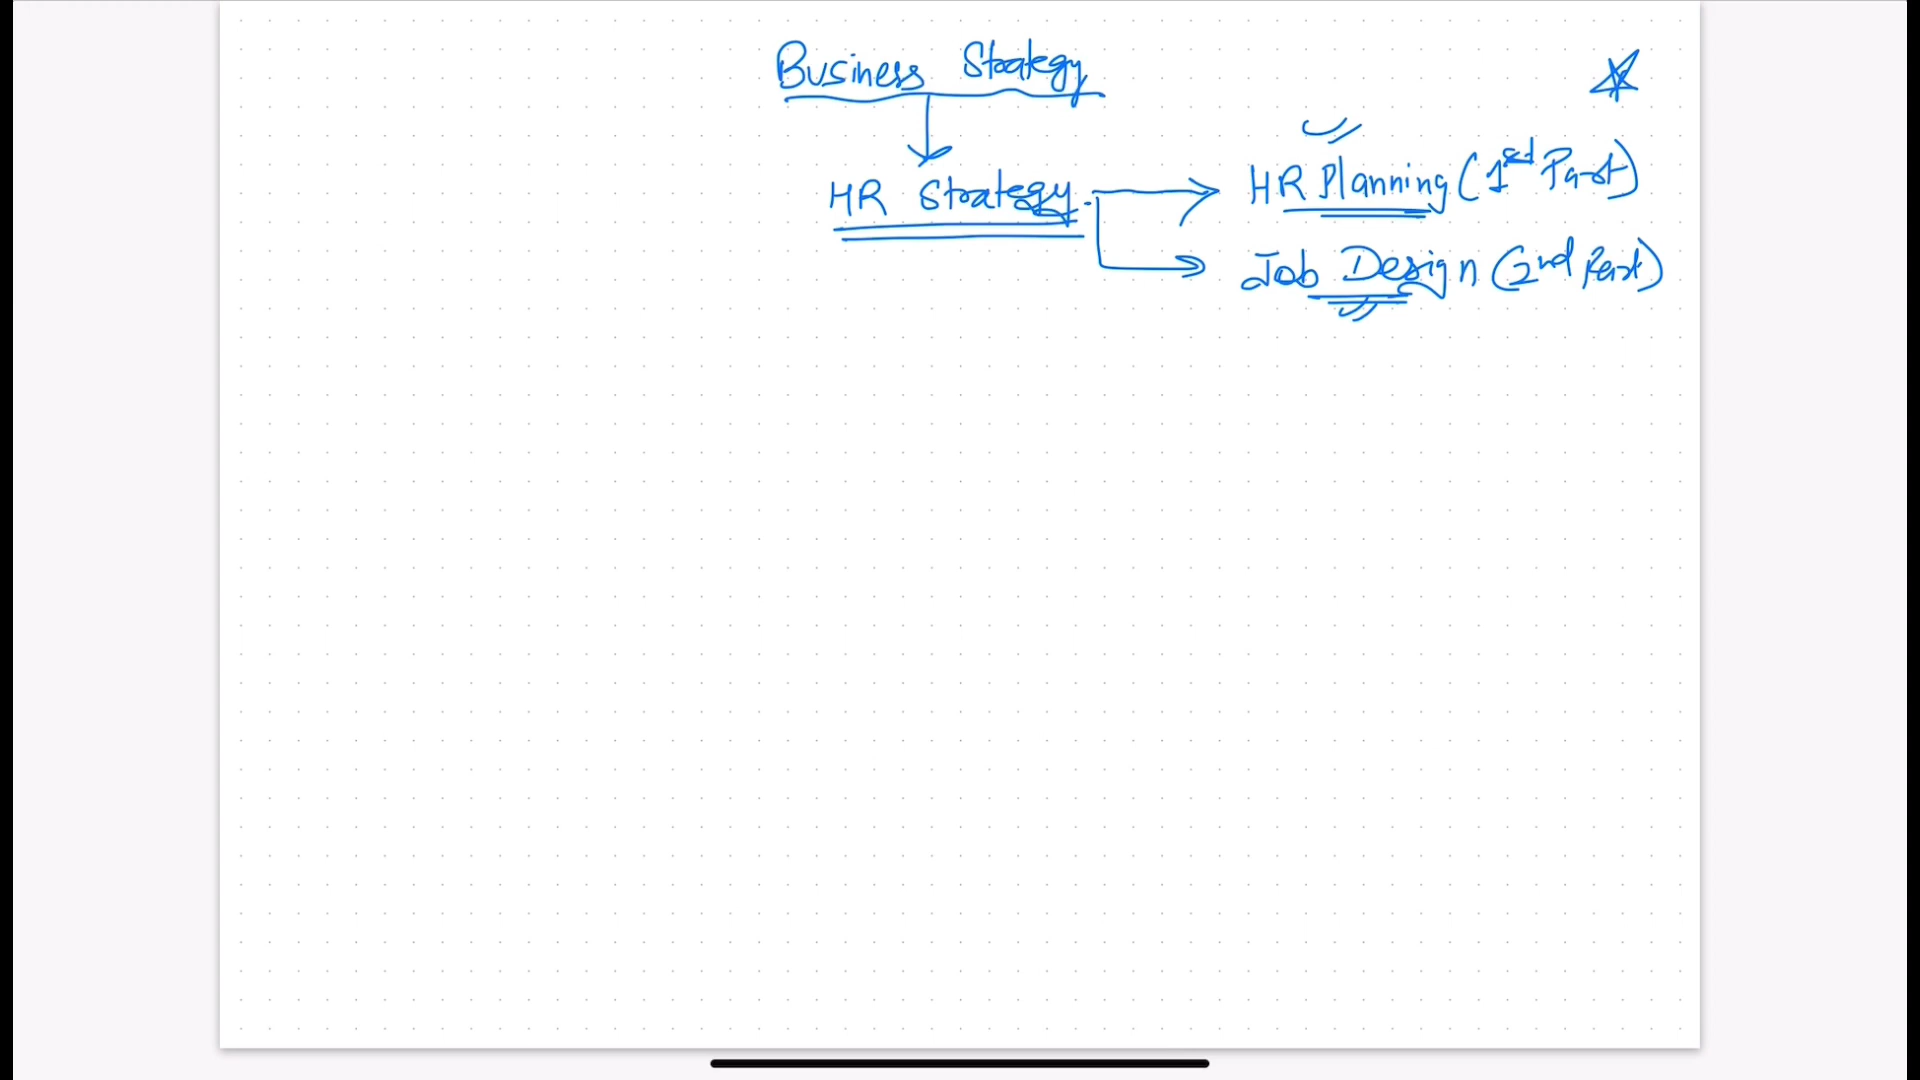 Business Strategy
HR Strategy
HR Planning (1st Part)
Job Design (2nd Part)